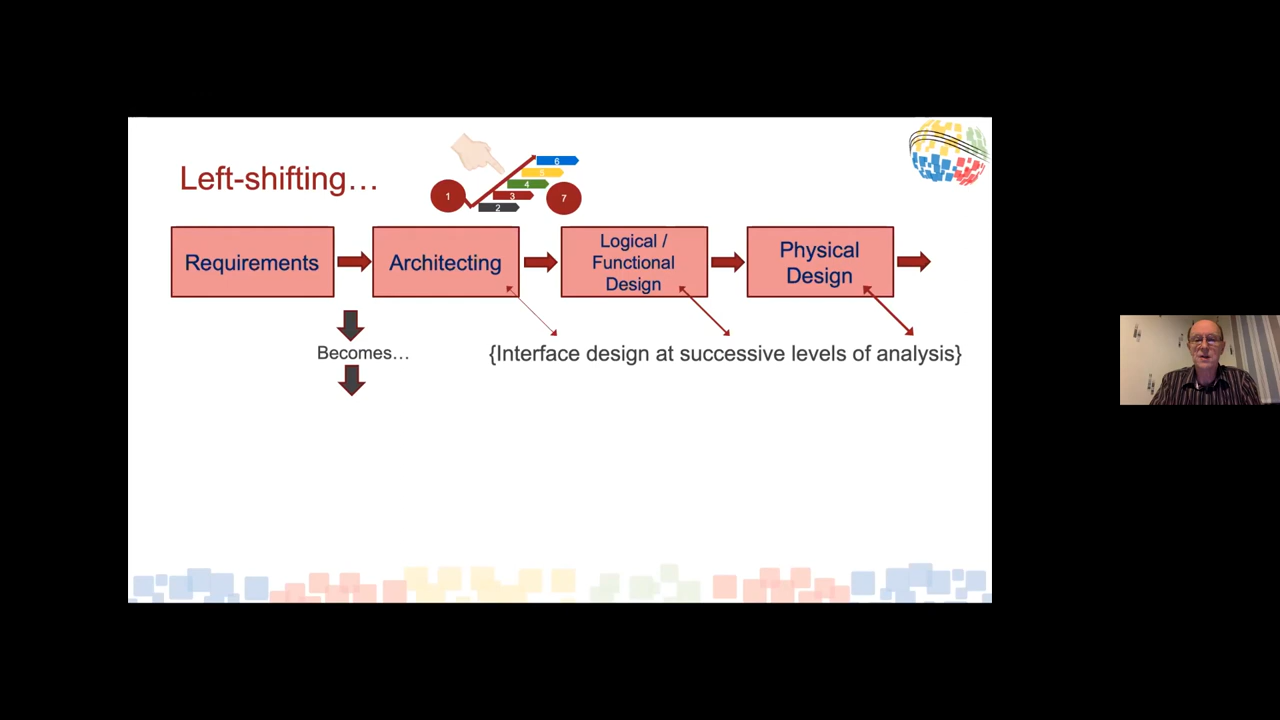 Left-shifting…
1
6
5
4
3
2
7
Requirements
Architecting
Logical /
Functional
Design
Physical
Design
Becomes…
{Interface design at successive levels of analysis}